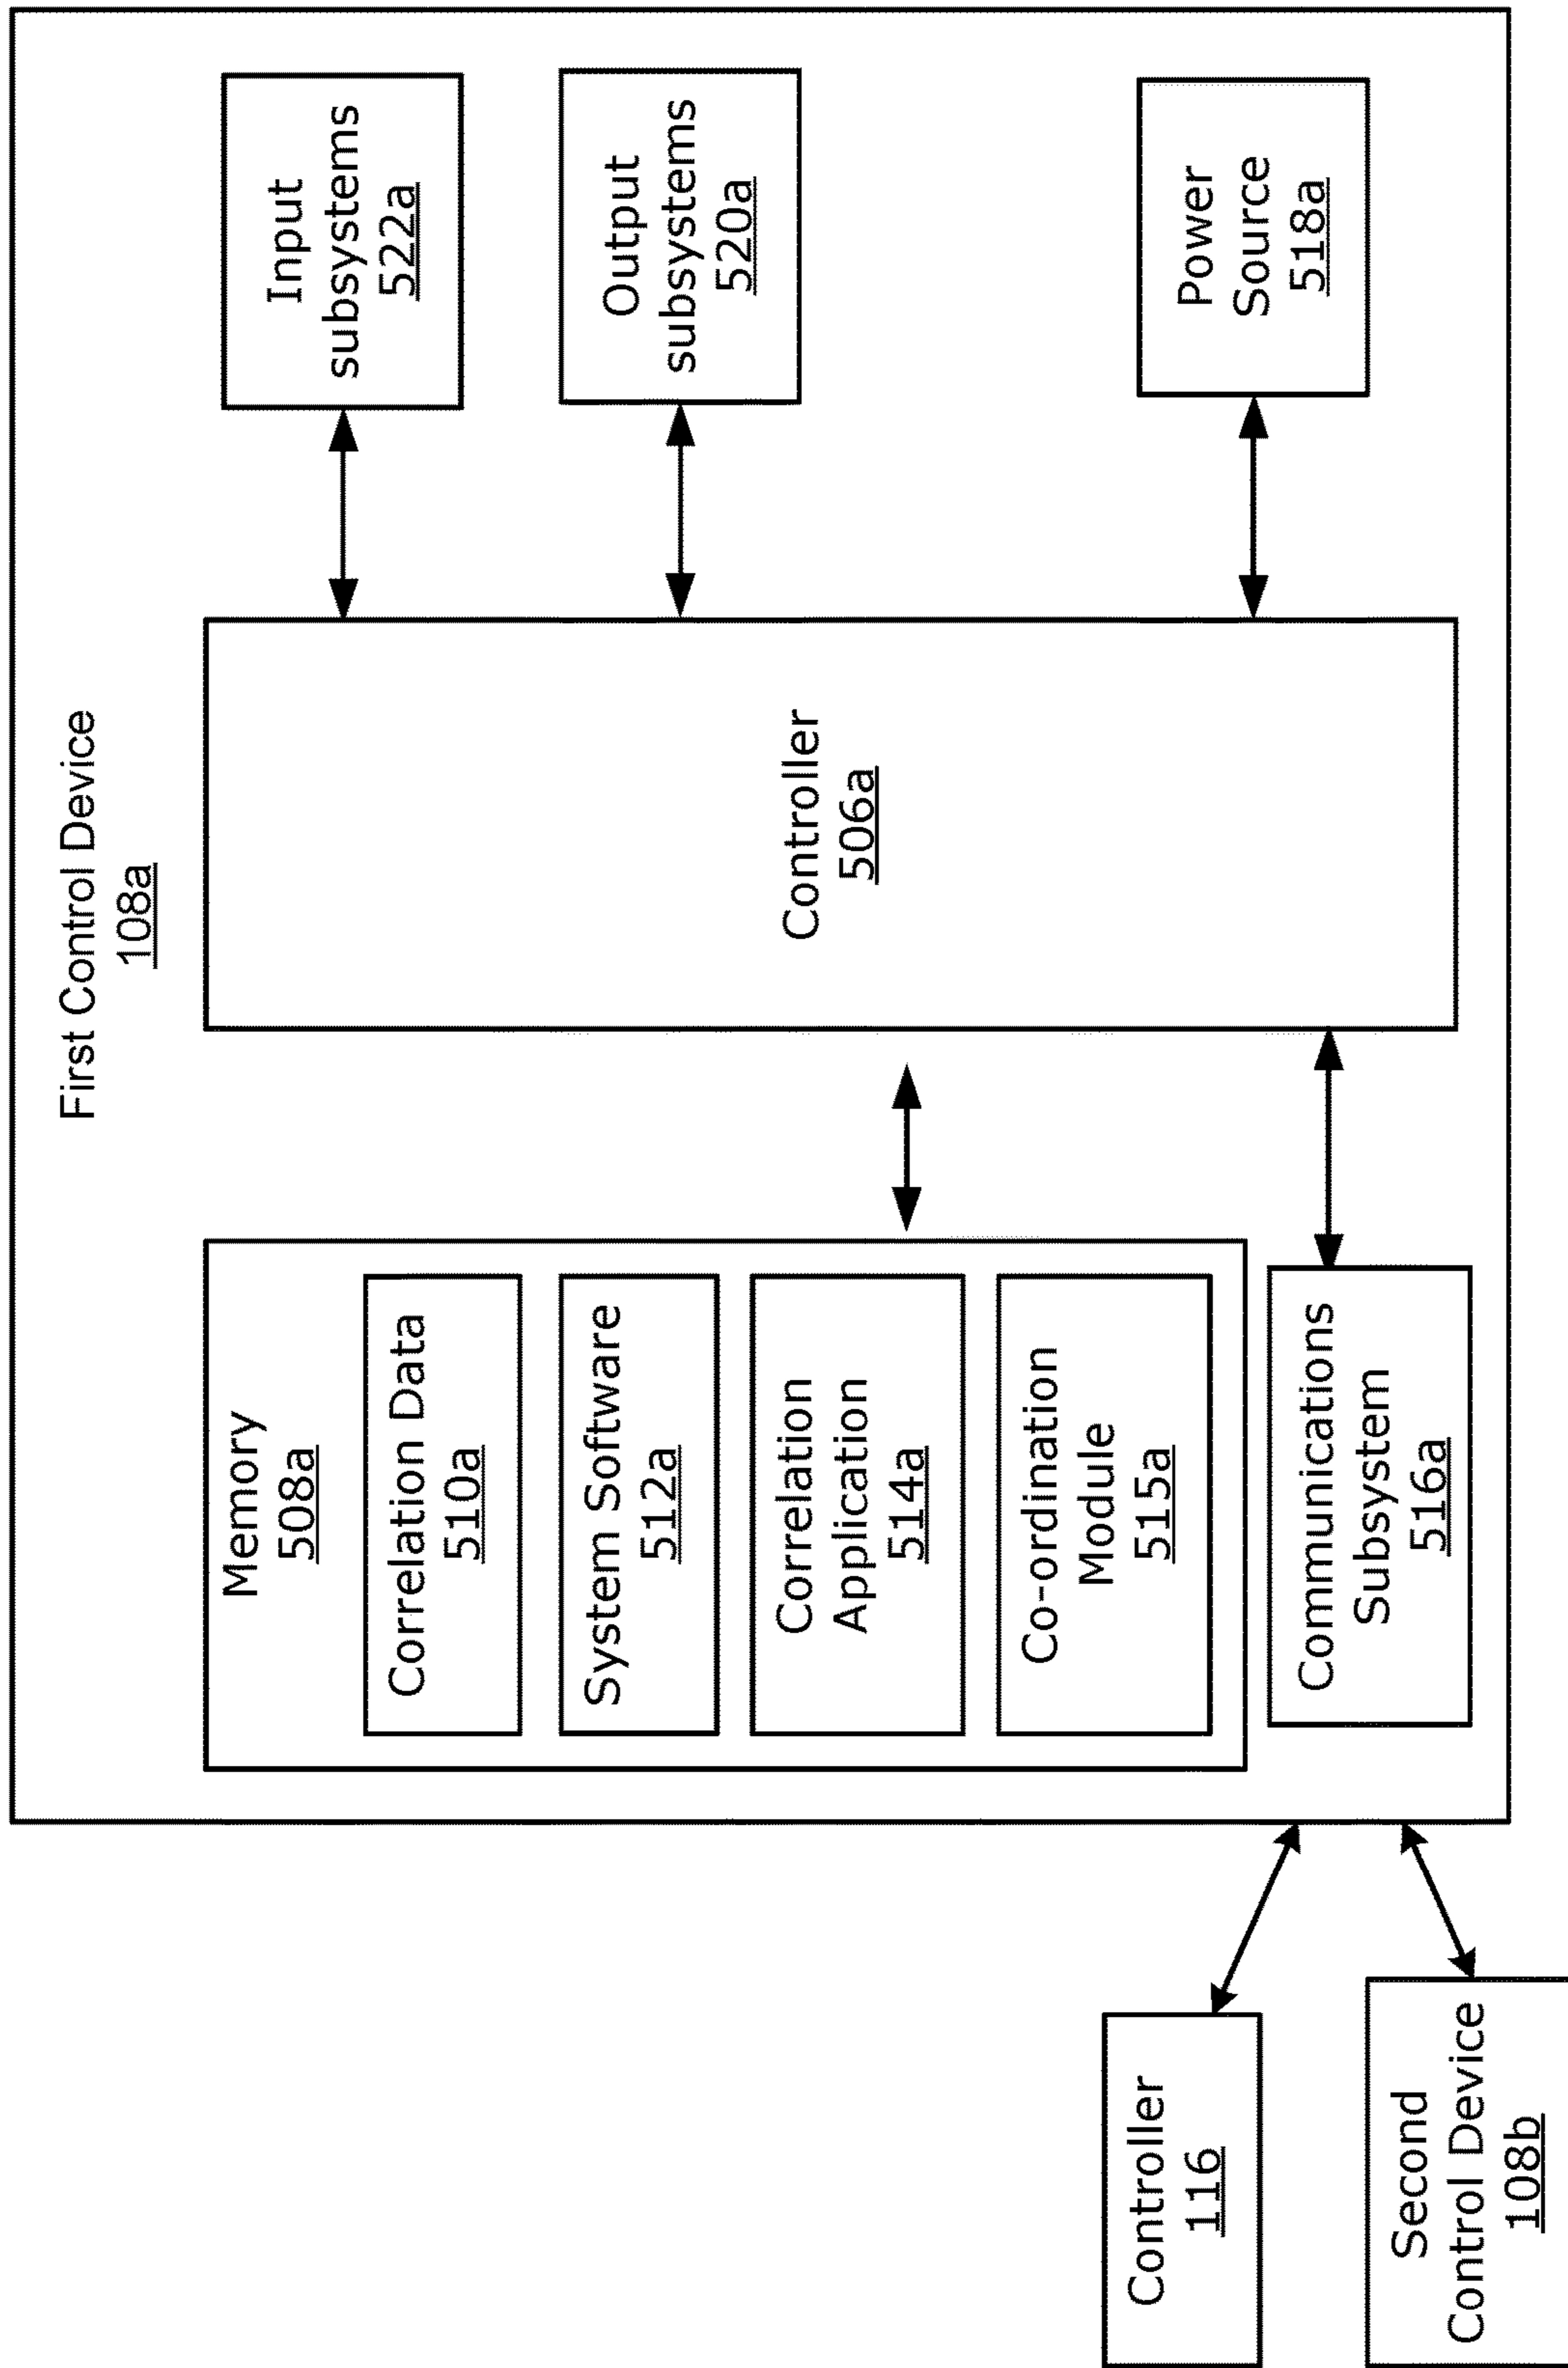 First Control Device
108a
Memory
508a
Correlation Data
510a
System Software
512a
Correlation
Application
514a
Co-ordination
Module
515a
Communications
Subsystem
516a
Controller
506a
Input
subsystems
522a
Output
subsystems
520a
Power
Source
518a
Controller
116
Second
Control Device
108b